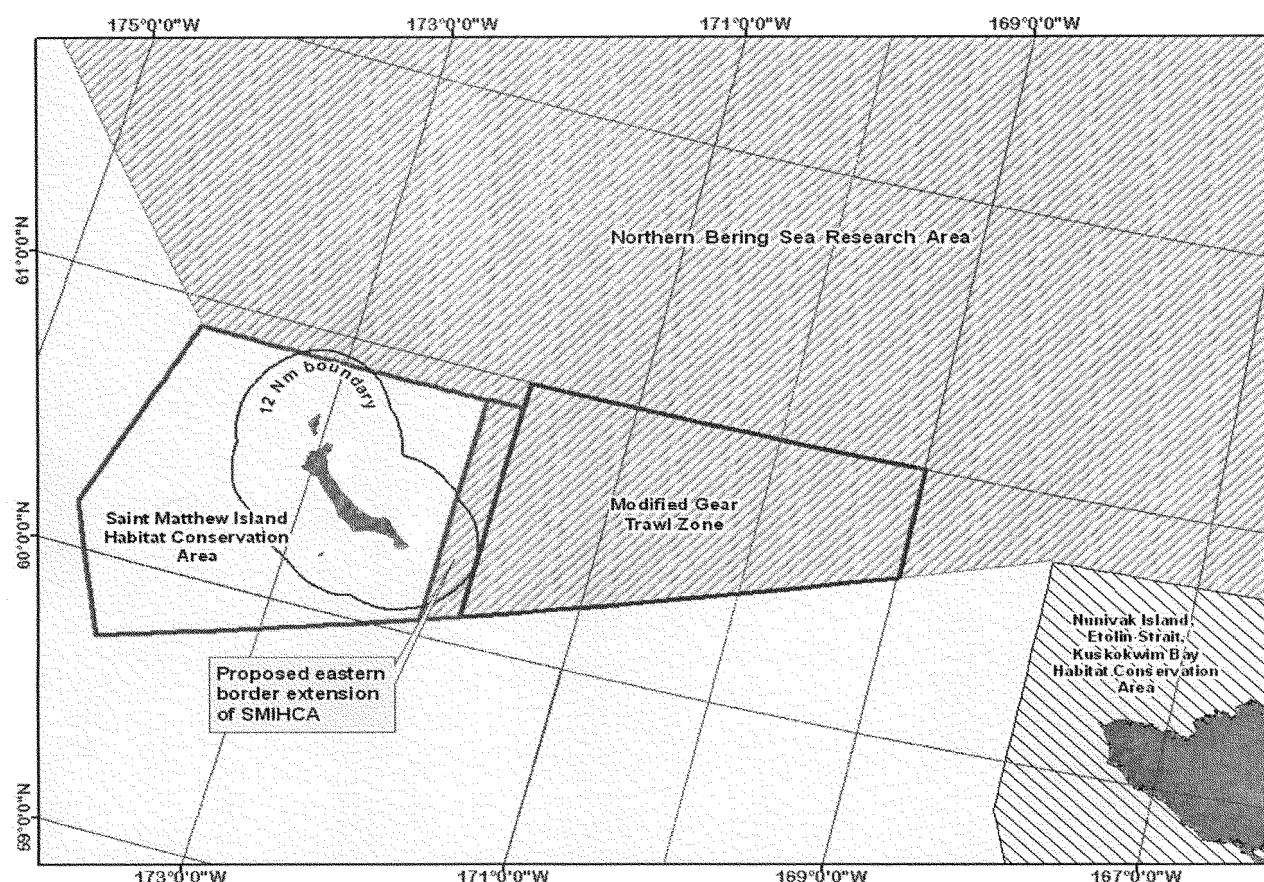 175°0'0"W
173°0'0"W
171°0'0"W
169°0'0"W
61°0'0"N
60°0'0"N
59°0'0"N
Northern Bering Sea Research Area
12 Nm boundary
Saint Matthew Island
Habitat Conservation
Area
Modified Gear
Trawl Zone
Nunivak Island,
Etolin Strait,
Kuskokwim Bay
Habitat Conservation
Area
Proposed eastern
border extension
of SMIHCA
173°0'0"W
171°0'0"W
169°0'0"W
167°0'0"W